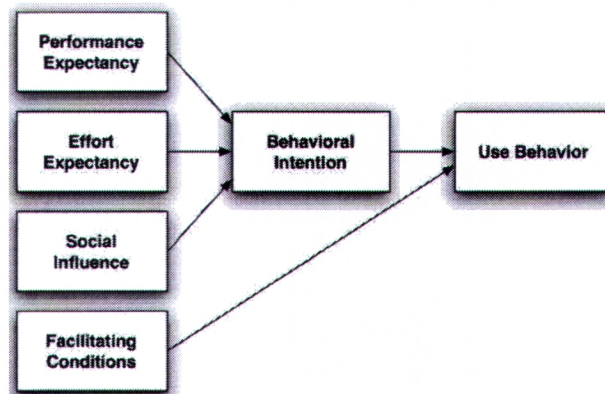 Performance
Expectancy
Effort
Expectancy
Social
Influence
Facilitating
Conditions
Behavioral
Intention
Use Behavior